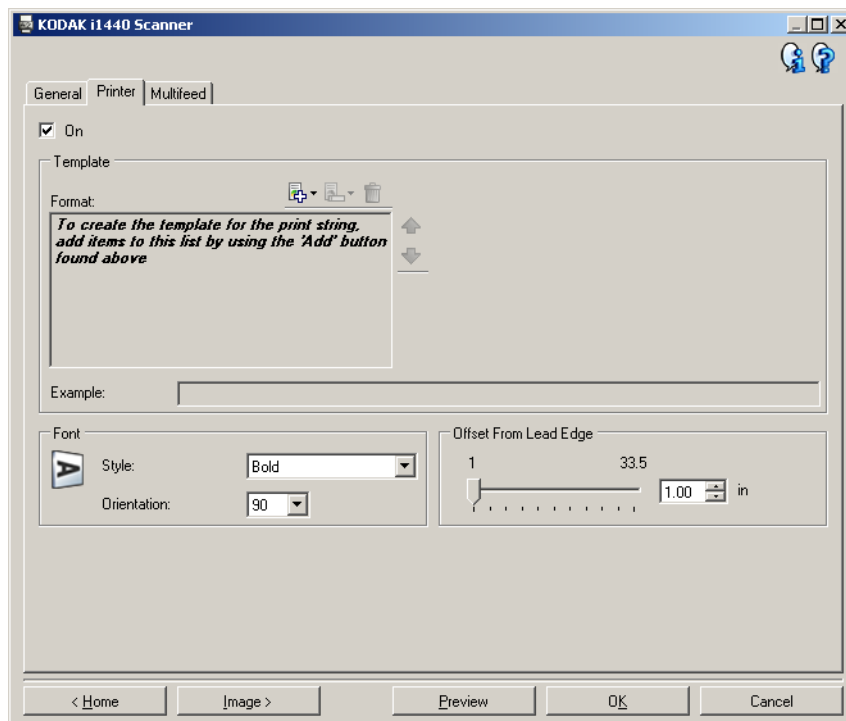 KODAK i1440 Scanner
General Printer Multifeed
On
Template
Format:
To create the template for the print string,
add items to this list by using the 'Add' button
found above
Example:
Font
Style: Bold
Orientation: 90
Offset From Lead Edge
1 33.5
1.00 in
< Home Image > Preview OK Cancel